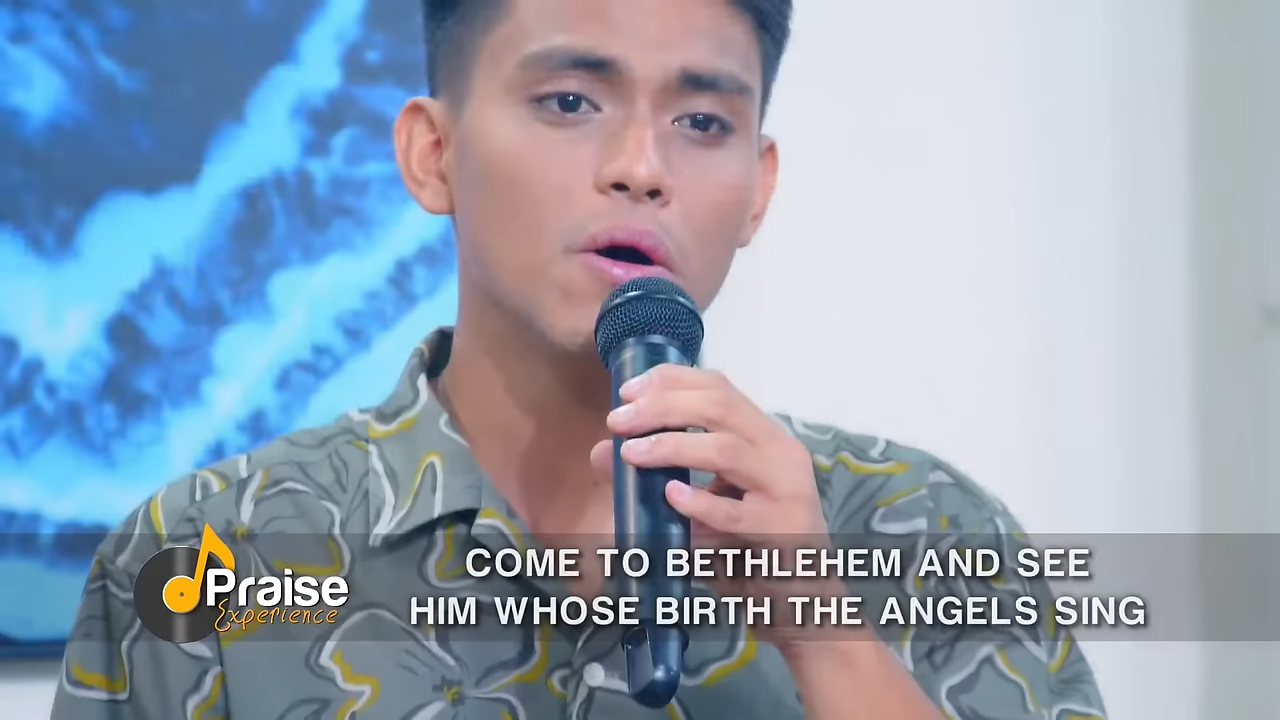 Praise
Experience
COME TO BETHLEHEM AND SEE
HIM WHOSE BIRTH THE ANGELS SING